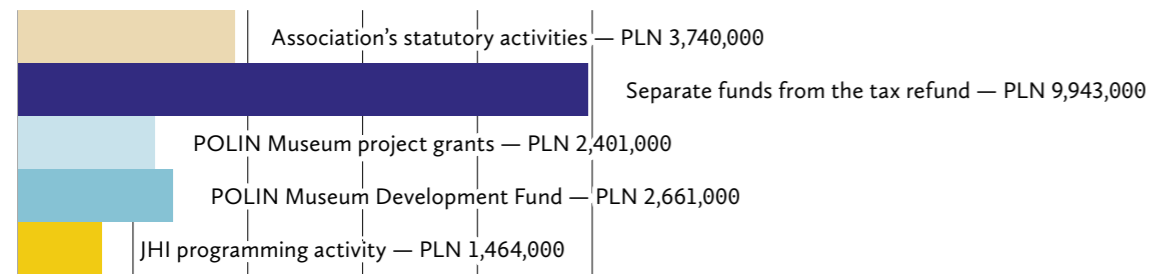 Association’s statutory activities — PLN 3,740,000
Separate funds from the tax refund — PLN 9,943,000
POLIN Museum project grants — PLN 2,401,000
POLIN Museum Development Fund — PLN 2,661,000
JHI programming activity — PLN 1,464,000